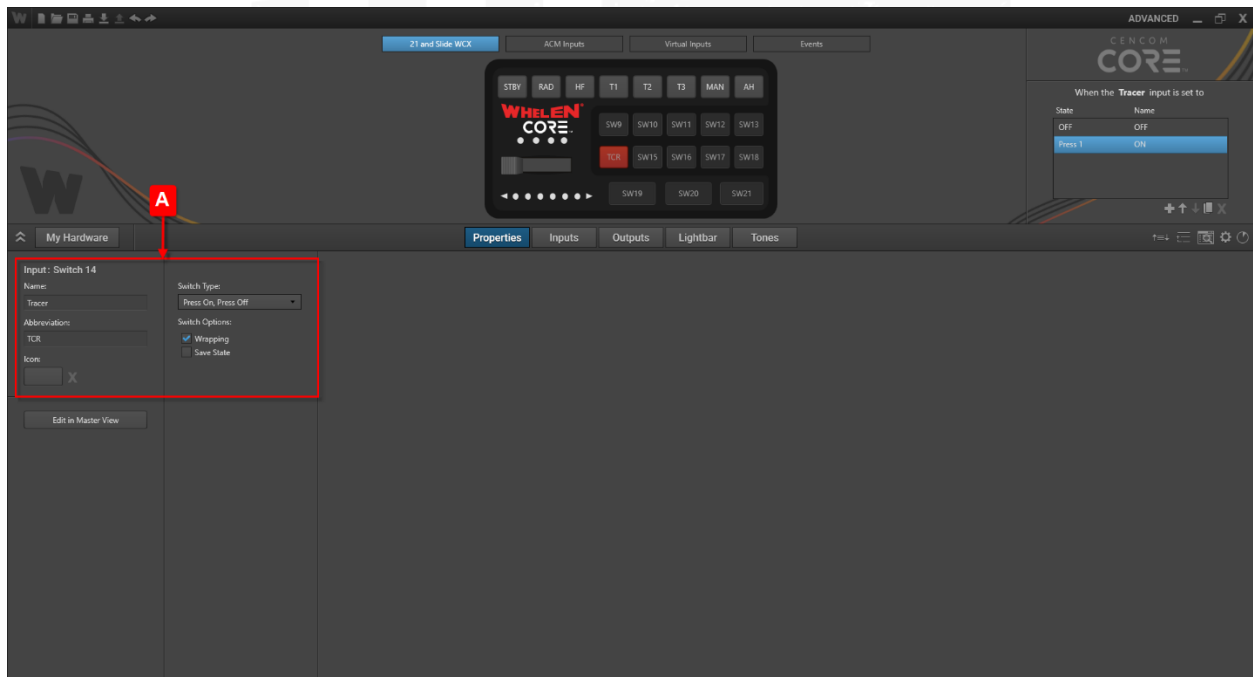 W ADVANCED X
21 and Slide WCX ACM Inputs Virtual Inputs Events
CENCOM
CORE™
When the Tracer input is set to
State Name
OFF OFF
Press 1 ON
STBY RAD HF T1 T2 T3 MAN AH
WHELEN®
CORE™
SW9 SW10 SW11 SW12 SW13
TCR SW15 SW16 SW17 SW18
SW19 SW20 SW21
W
A
My Hardware Properties Inputs Outputs Lightbar Tones
Input: Switch 14
Name:
Tracer
Abbreviation:
TCR
Icon:
X
Switch Type:
Press On, Press Off
Switch Options:
Wrapping
Save State
Edit in Master View